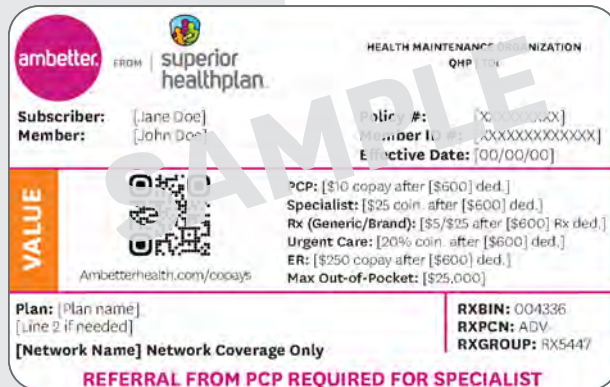 ambetter.
FROM
superior
healthplan
HEALTH MAINTENANCE ORGANIZATION
QHP | TDI
Subscriber: [Jane Doe]
Member: [John Doe]
Policy #: [XXXXXXXXX]
Member ID #: [XXXXXXXXXXXXX]
Effective Date: [00/00/00]
SAMPLE
VALUE
Ambetterhealth.com/copays
PCP: [$10 copay after [$600] ded.]
Specialist: [$25 coin. after [$600] ded.]
Rx (Generic/Brand): [$5/$25 after [$600] Rx ded.]
Urgent Care: [20% coin. after [$600] ded.]
ER: [$250 copay after [$600] ded.]
Max Out-of-Pocket: [$25,000]
Plan: [Plan name]
[Line 2 if needed]
[Network Name] Network Coverage Only
RXBIN: 004336
RXPCN: ADV
RXGROUP: RX5447
REFERRAL FROM PCP REQUIRED FOR SPECIALIST